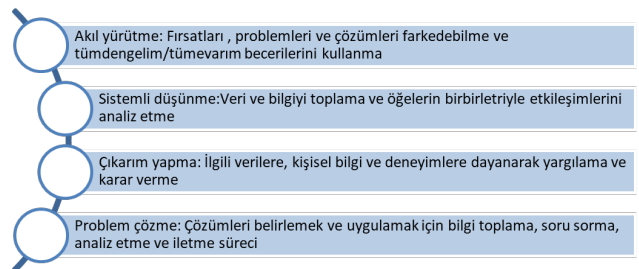 Akıl yürütme: Fırsatları , problemleri ve çözümleri farkedebilme ve
tümdengelim/tümevarım becerilerini kullanma
Sistemli düşünme:Veri ve bilgiyi toplama ve öğelerin birbirletriyle etkileşimlerini
analiz etme
Çıkarım yapma: İlgili verilere, kişisel bilgi ve deneyimlere dayanarak yargılama ve
karar verme
Problem çözme: Çözümleri belirlemek ve uygulamak için bilgi toplama, soru sorma,
analiz etme ve iletme süreci